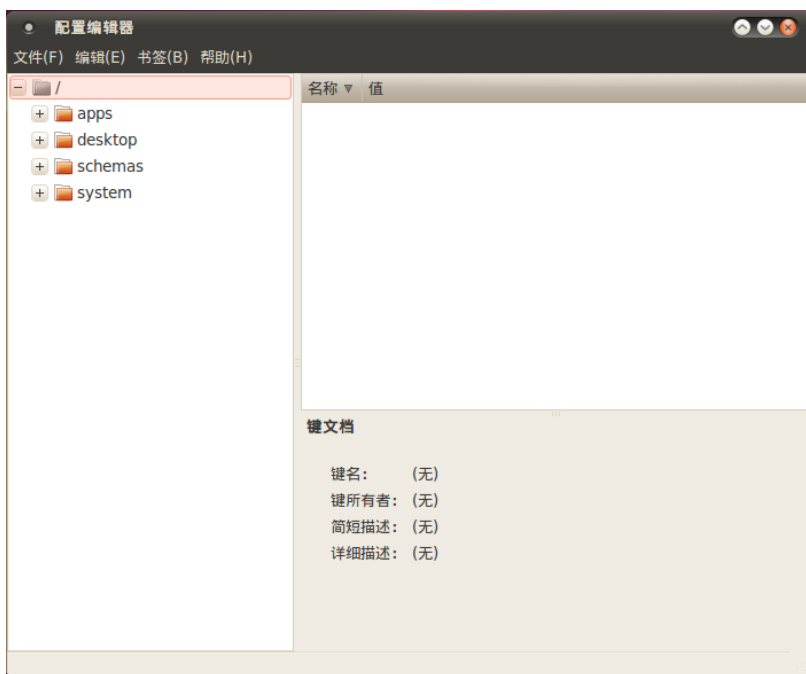 配置编辑器
文件(F) 编辑(E) 书签(B) 帮助(H)
/
apps
desktop
schemas
system
名称 值
键文档
键名: (无)
键所有者: (无)
简短描述: (无)
详细描述: (无)